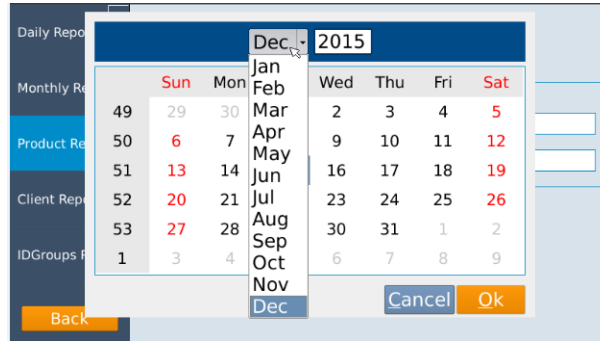 Daily Repo
Dec 2015
Jan
Feb
Mar
Apr
May
Jun
Jul
Aug
Sep
Oct
Nov
Dec
Sun Mon Wed Thu Fri Sat
49 29 30 2 3 4 5
50 6 7 9 10 11 12
51 13 14 16 17 18 19
52 20 21 23 24 25 26
53 27 28 30 31 1 2
1 3 4 6 7 8 9
Monthly Re
Product Re
Client Repo
IDGroups R
Cancel Ok
Back